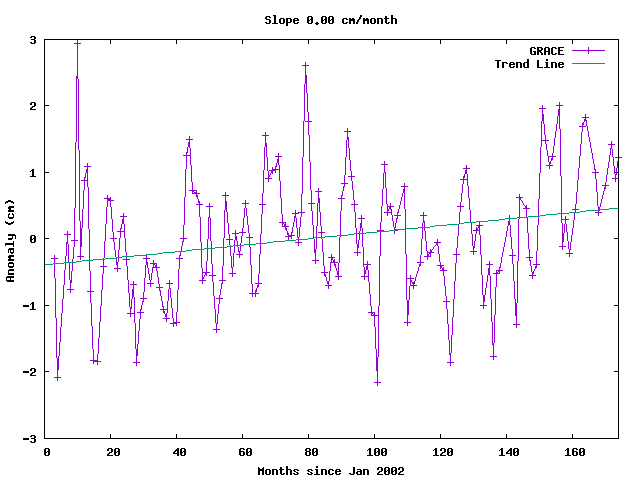 Slope 0.00 cm/month
GRACE
Trend Line
3
2
1
0
-1
-2
-3
Anomaly (cm)
0 20 40 60 80 100 120 140 160
Months since Jan 2002